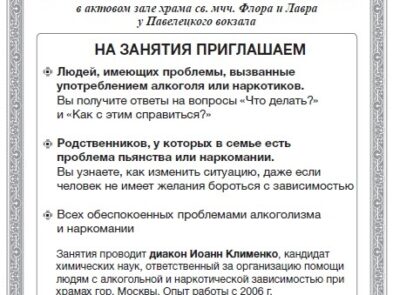 в актовом зале храма св. мчч. Флора и Лавра
у Павелецкого вокзала
НА ЗАНЯТИЯ ПРИГЛАШАЕМ
Людей, имеющих проблемы, вызванные
употреблением алкоголя или наркотиков.
Вы получите ответы на вопросы «Что делать?»
и «Как с этим справиться?»
Родственников, у которых в семье есть
проблема пьянства или наркомании.
Вы узнаете, как изменить ситуацию, даже если
человек не имеет желания бороться с зависимостью
Всех обеспокоенных проблемами алкоголизма
и наркомании
Занятия проводит диакон Иоанн Клименко, кандидат
химических наук, ответственный за организацию помощи
людям с алкогольной и наркотической зависимостью при
храмах гор. Москвы. Опыт работы с 2006 г.